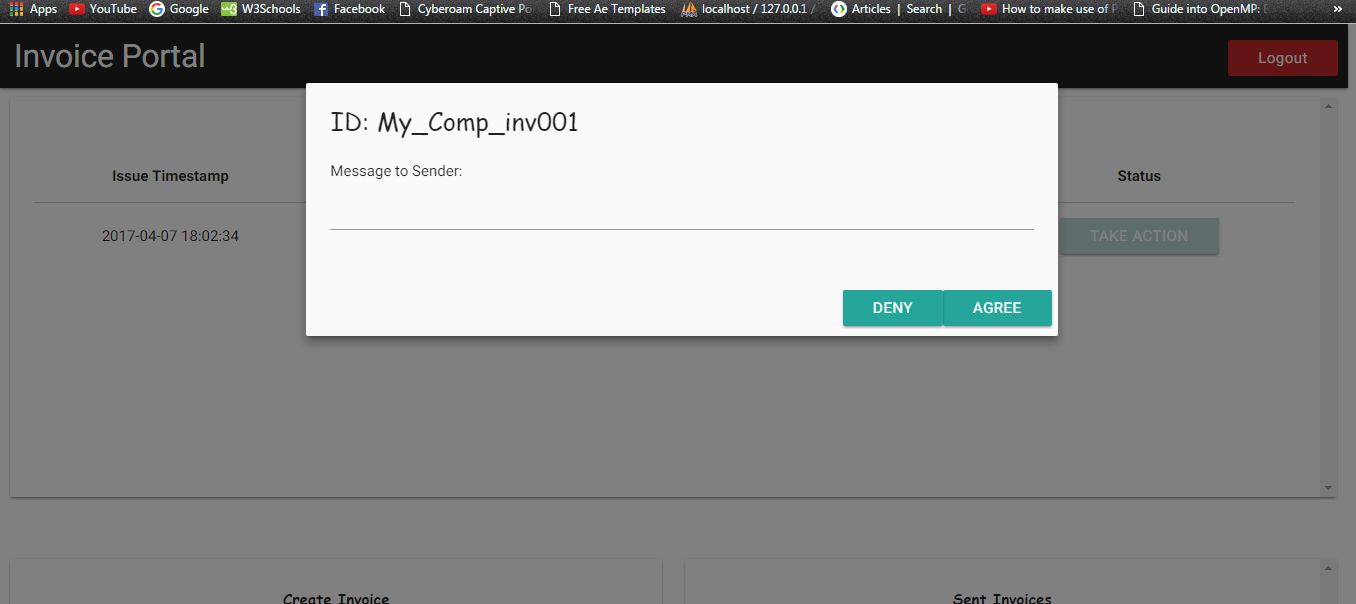 Apps YouTube Google W3Schools Facebook Cyberoam Captive Po Free Ae Templates localhost / 127.0.0.1 / Articles | Search | G How to make use of P Guide into OpenMP: E »
Invoice Portal
Logout
ID: My_Comp_inv001
Message to Sender:
Issue Timestamp
Status
2017-04-07 18:02:34
TAKE ACTION
DENY
AGREE
Create Invoice
Sent Invoices